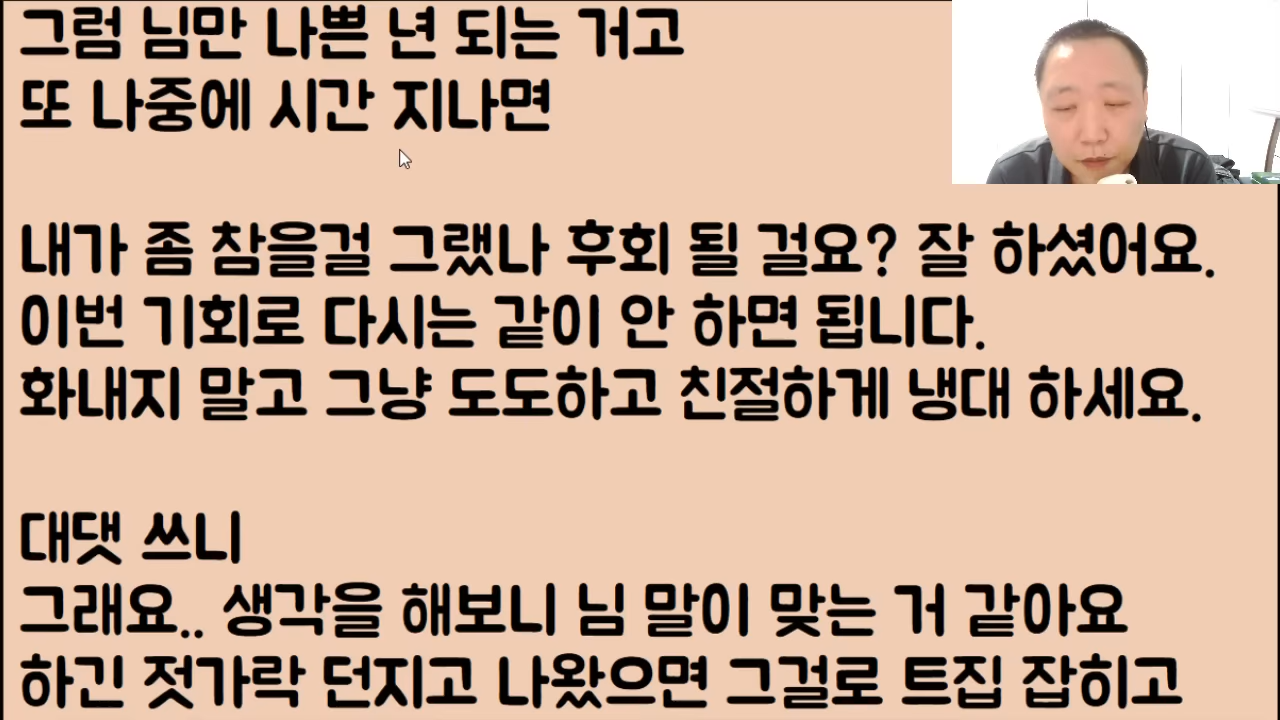 그럼 님만 나쁜 년 되는 거고
또 나중에 시간 지나면
내가 좀 참을걸 그랬나 후회 될 걸요? 잘 하셨어요.
이번 기회로 다시는 같이 안 하면 됩니다.
화내지 말고 그냥 도도하고 친절하게 냉대 하세요.
대댓 쓰니
그래요.. 생각을 해보니 님 말이 맞는 거 같아요
하긴 젓가락 던지고 나왔으면 그걸로 트집 잡히고